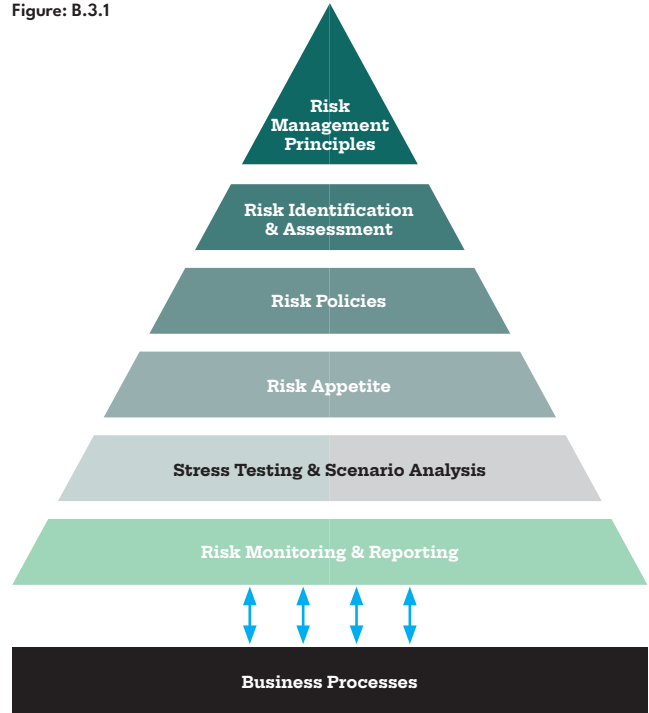 Figure: B.3.1
Risk
Management
Principles
Risk Identification
& Assessment
Risk Policies
Risk Appetite
Stress Testing & Scenario Analysis
Risk Monitoring & Reporting
Business Processes